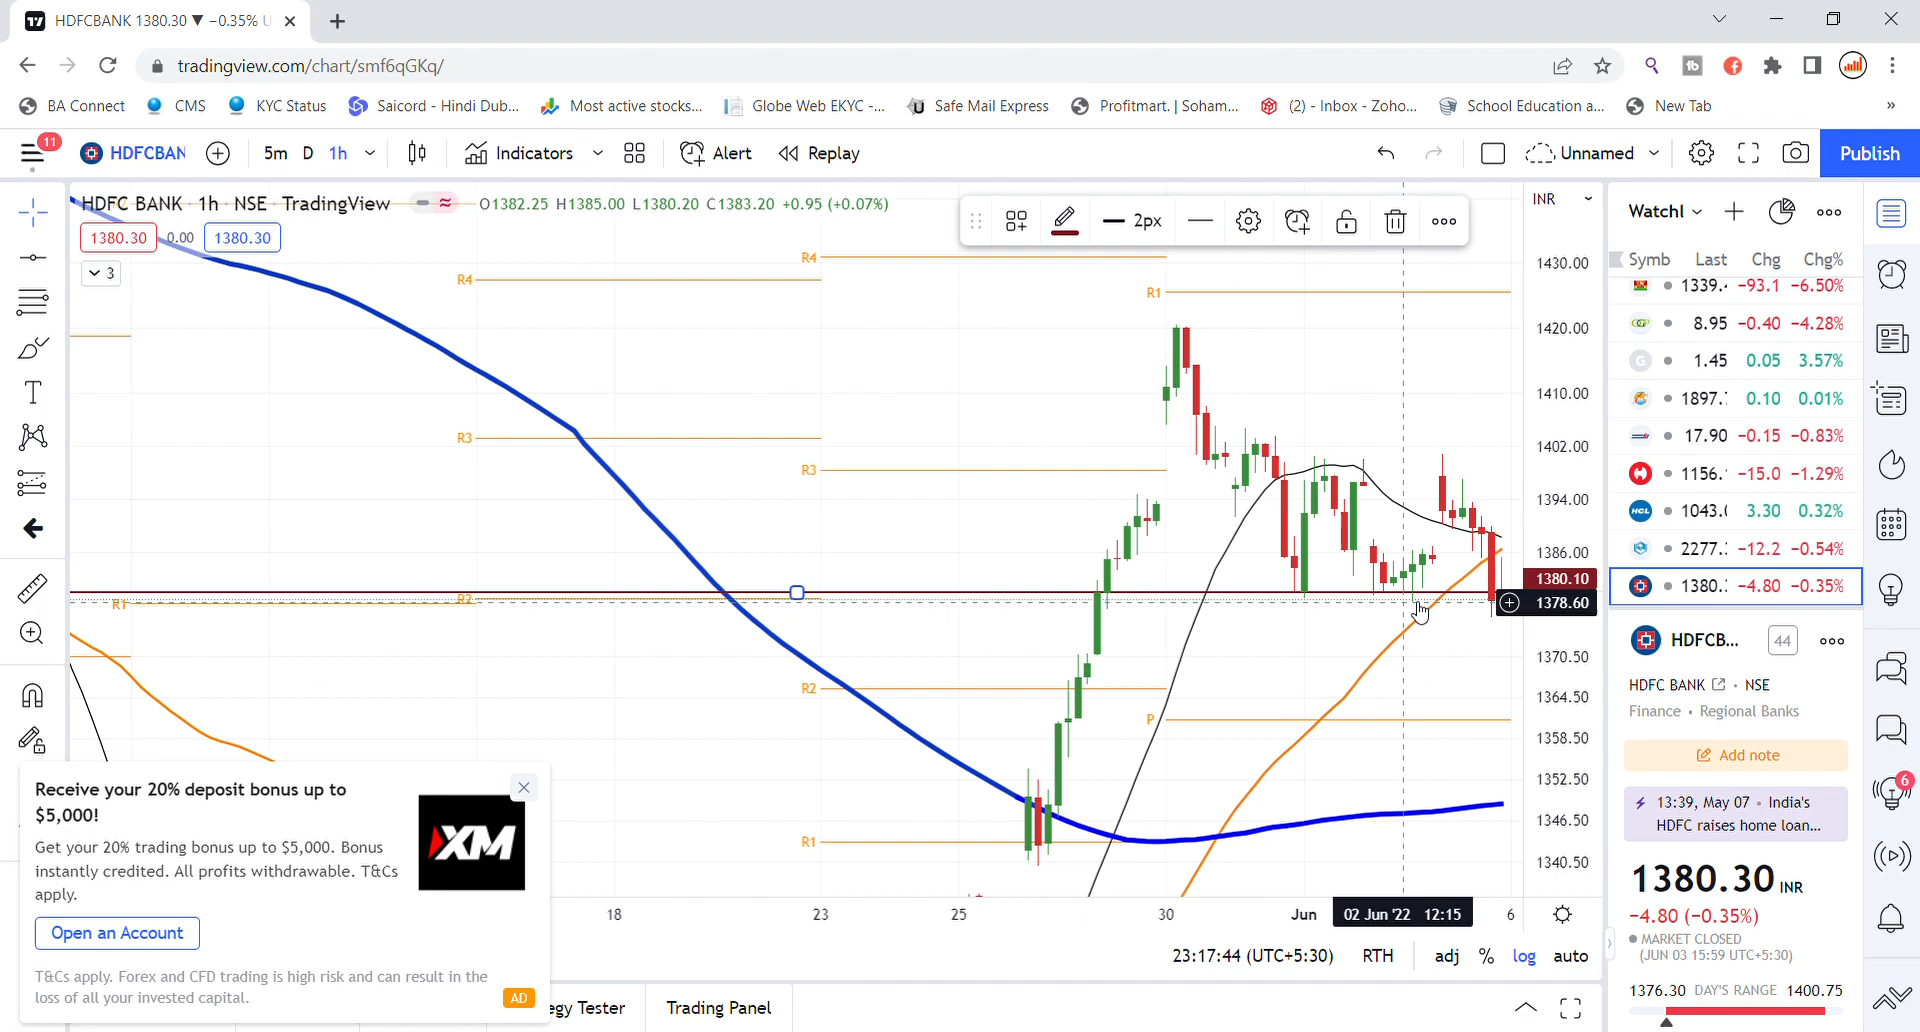 HDFCBANK 1380.30 ▼ −0.35% U
tradingview.com/chart/smf6qGKq/
BA Connect
CMS
KYC Status
Saicord - Hindi Dub...
Most active stocks...
Globe Web EKYC -...
Safe Mail Express
Profitmart. | Soham...
(2) - Inbox - Zoho...
School Education a...
New Tab
»
11
HDFCBAN
5m
D
1h
Indicators
Alert
Replay
Unnamed
Publish
HDFC BANK · 1h · NSE · TradingView
O1382.25 H1385.00 L1380.20 C1383.20 +0.95 (+0.07%)
2px
1380.30
0.00
1380.30
3
INR
1430.00
1420.00
1410.00
1402.00
1394.00
1386.00
1380.10
1378.60
1370.50
1364.50
1358.50
1352.50
1346.50
1340.50
R4
R4
R1
R3
R3
R1
R2
R2
P
R1
18
23
25
30
Jun
02 Jun '22 12:15
6
23:17:44 (UTC+5:30)
RTH
adj
%
log
auto
egy Tester
Trading Panel
Receive your 20% deposit bonus up to
$5,000!
Get your 20% trading bonus up to $5,000. Bonus
instantly credited. All profits withdrawable. T&Cs
apply.
XM
Open an Account
T&Cs apply. Forex and CFD trading is high risk and can result in the
loss of all your invested capital.
AD
Watchl
Symb Last Chg Chg%
1339.4 −93.1 −6.50%
8.95 −0.40 −4.28%
G 1.45 0.05 3.57%
1897. 0.10 0.01%
17.90 −0.15 −0.83%
1156. −15.0 −1.29%
HCL 1043.0 3.30 0.32%
2277. −12.2 −0.54%
1380. −4.80 −0.35%
HDFCB...
44
HDFC BANK · NSE
Finance • Regional Banks
Add note
13:39, May 07 • India's
HDFC raises home loan...
1380.30 INR
−4.80 (−0.35%)
MARKET CLOSED
(JUN 03 15:59 UTC+5:30)
1376.30 DAY'S RANGE 1400.75
6